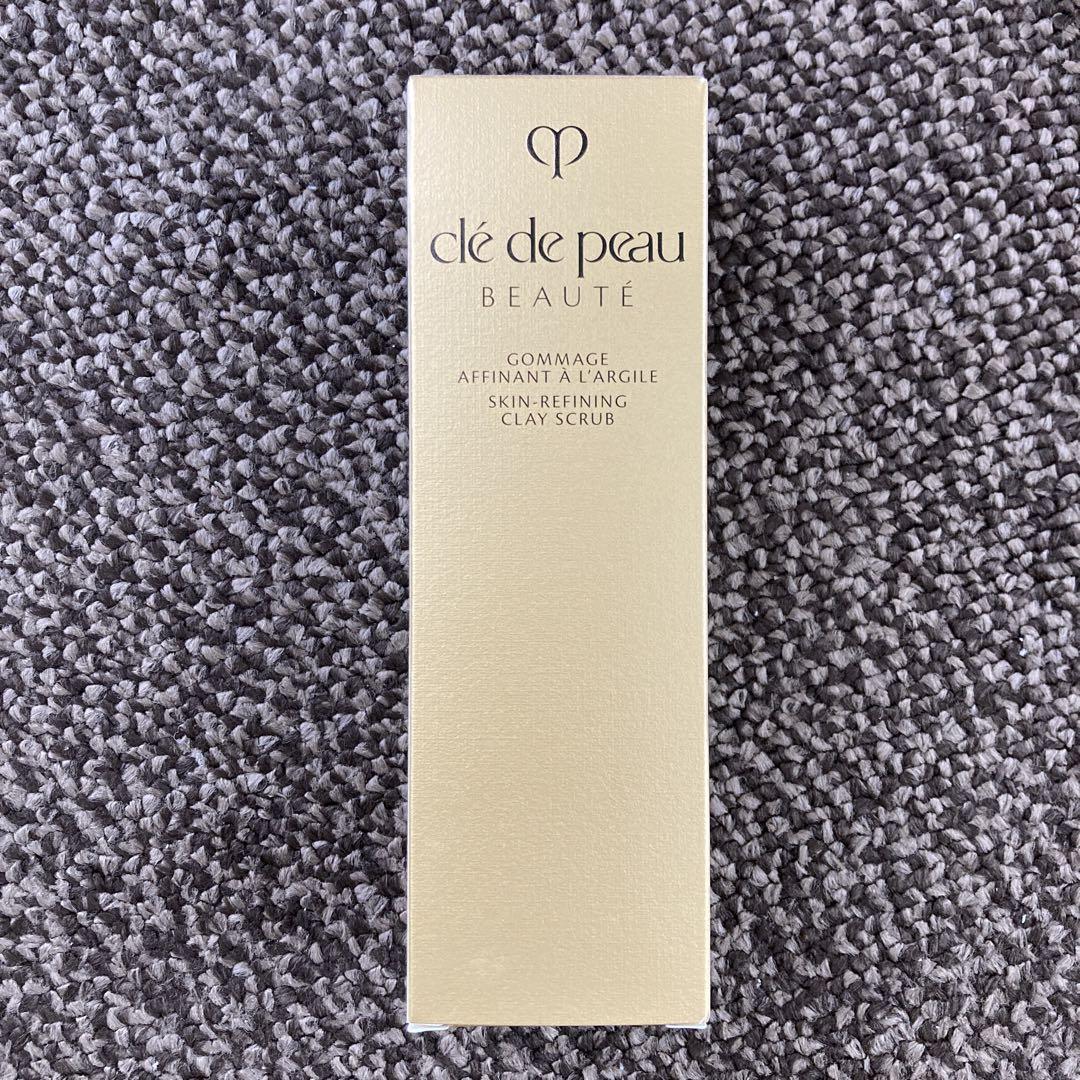 clé de peau
BEAUTÉ
GOMMAGE
AFFINANT À L'ARGILE
SKIN-REFINING
CLAY SCRUB